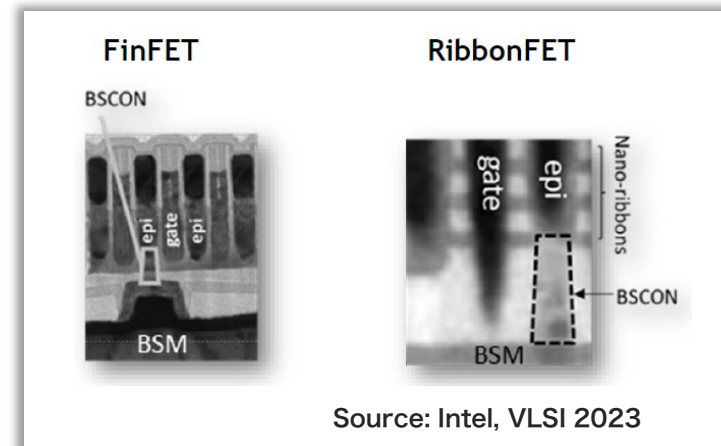 FinFET
BSCON
epi
gate
epi
BSM
RibbonFET
gate
epi
Nano-ribbons
BSCON
BSM
Source: Intel, VLSI 2023